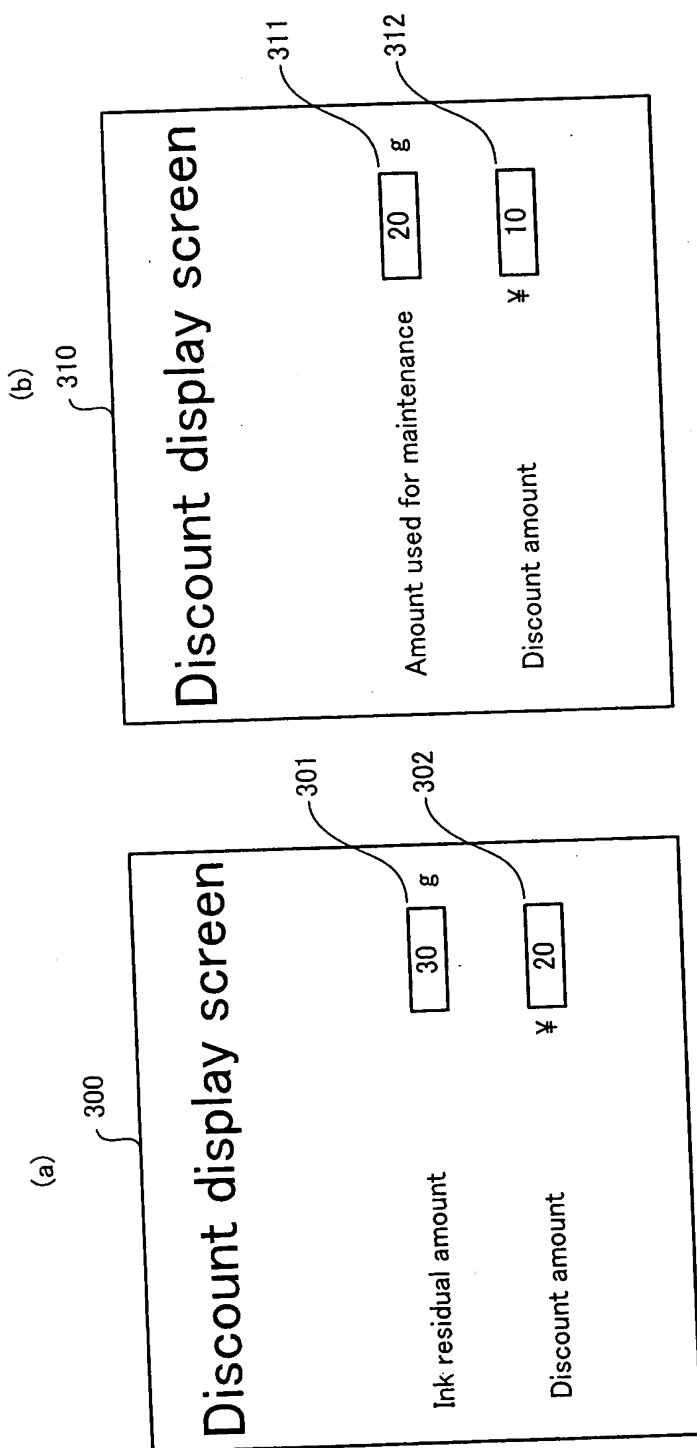 (a)
300
Discount display screen
Ink residual amount 30 g
301
Discount amount ¥ 20
302
(b)
310
Discount display screen
Amount used for maintenance 20 g
311
Discount amount ¥ 10
312